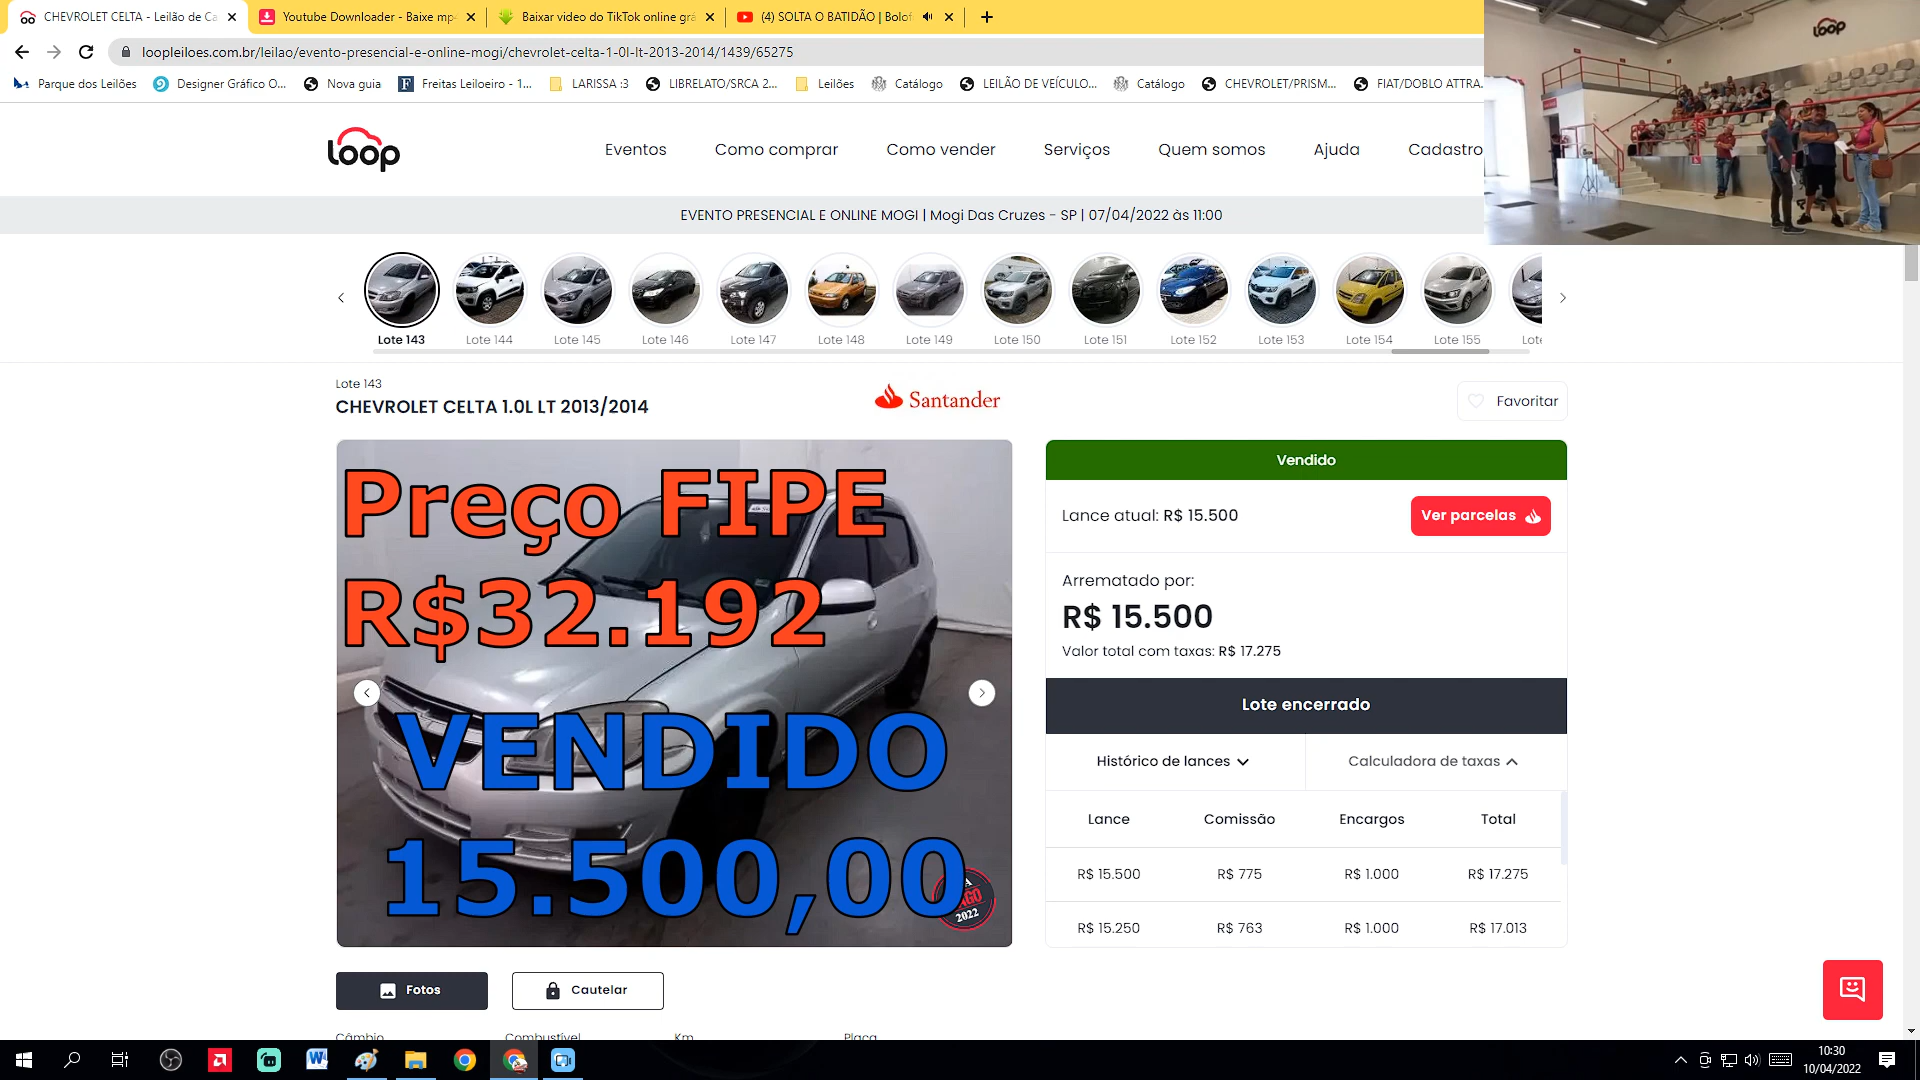 CHEVROLET CELTA - Leilão de Ca
Youtube Downloader - Baixe mp
Baixar video do TikTok online grá
(4) SOLTA O BATIDÃO | Bolof
loopleiloes.com.br/leilao/evento-presencial-e-online-mogi/chevrolet-celta-1-0l-lt-2013-2014/1439/65275
Parque dos Leilões
Designer Gráfico O...
Nova guia
Freitas Leiloeiro - 1...
LARISSA :3
LIBRELATO/SRCA 2...
Leilões
Catálogo
LEILÃO DE VEÍCULO...
Catálogo
CHEVROLET/PRISM...
FIAT/DOBLO ATTRA.
loop
loop
Eventos
Como comprar
Como vender
Serviços
Quem somos
Ajuda
Cadastro
EVENTO PRESENCIAL E ONLINE MOGI | Mogi Das Cruzes - SP | 07/04/2022 às 11:00
Lote 143
Lote 144
Lote 145
Lote 146
Lote 147
Lote 148
Lote 149
Lote 150
Lote 151
Lote 152
Lote 153
Lote 154
Lote 155
Lote
Lote 143
CHEVROLET CELTA 1.0L LT 2013/2014
Santander
Favoritar
Preço FIPE
R$32.192
VENDIDO
15.500,00
2022
Vendido
Lance atual: R$ 15.500
Ver parcelas
Arrematado por:
R$ 15.500
Valor total com taxas: R$ 17.275
Lote encerrado
Histórico de lances
Calculadora de taxas
Lance Comissão Encargos Total
R$ 15.500 R$ 775 R$ 1.000 R$ 17.275
R$ 15.250 R$ 763 R$ 1.000 R$ 17.013
Fotos
Cautelar
Câmbio
Combustível
Km
Placa
10:30
10/04/2022